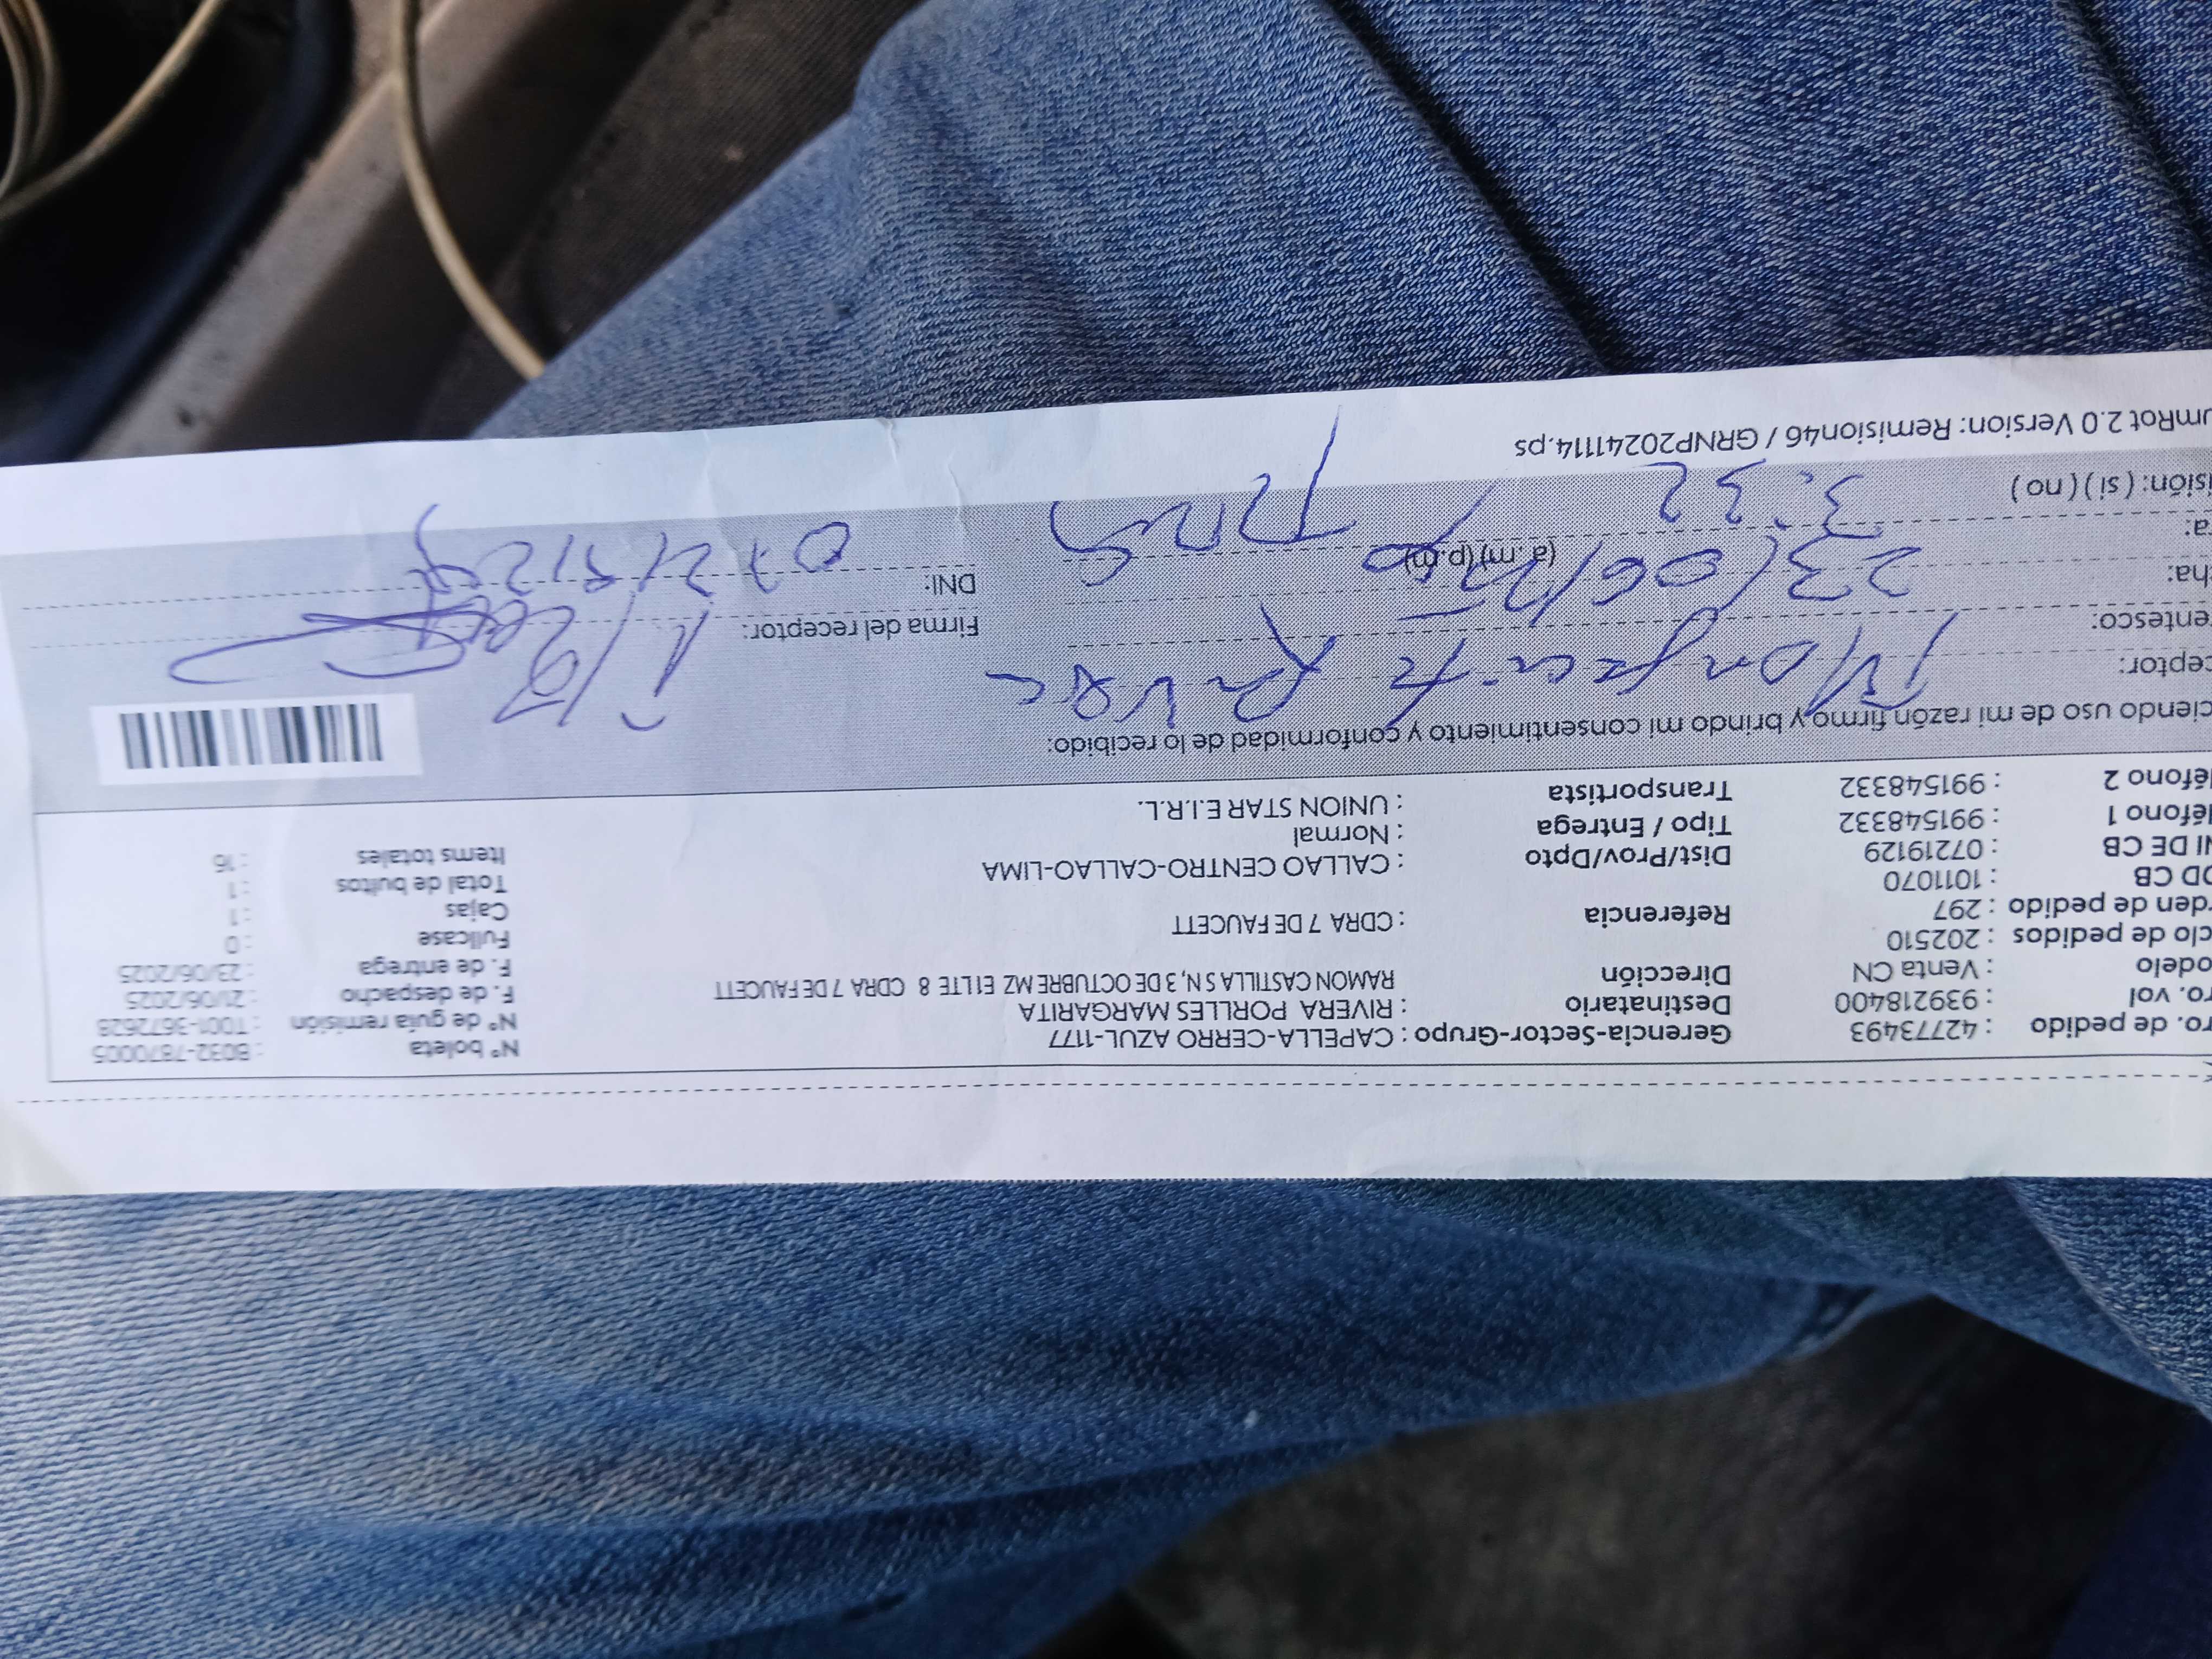 ro. de pedido : 42773493 Gerencia-Sector-Grupo : CAPELLA-CERRO AZUL-1177 N° boleta : B032-7870005
ro. vol : 939218400 Destinatario : RIVERA PORLLES MARGARITA N° de guía remisión : T001-3672628
odelo : Venta CN Dirección RAMON CASTILLA S N, 3 DE OCTUBRE MZ E1 LTE 8 CDRA 7 DE FAUCETT F. de despacho : 21/06/2025
clo de pedidos : 202510 F. de entrega : 23/06/2025
rden de pedido : 297 Referencia : CDRA 7 DE FAUCETT Fullcase : 0
OD CB : 1011070 Cajas : 1
NI DE CB : 07219129 Dist/Prov/Dpto : CALLAO CENTRO-CALLAO-LIMA Total de bultos : 1
léfono 1 : 991548332 Tipo / Entrega : Normal Items totales : 16
léfono 2 : 991548332 Transportista : UNION STAR E.I.R.L.
ciendo uso de mi razón firmo y brindo mi consentimiento y conformidad de lo recibido:
ceptor: Margarita Rivera
entesco: Firma del receptor:
cha: 23/06/25 DNI: 07219129
a: 3:32 (a.m) (p.m)
isión: ( si ) ( no )
umRot 2.0 Version: Remision46 / GRNP20241114.ps